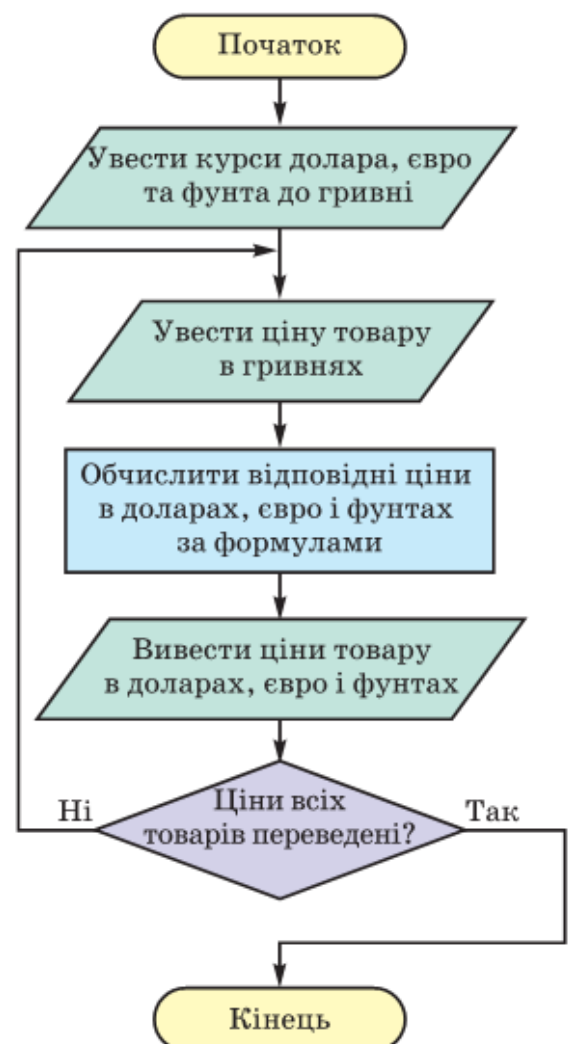 Початок
Увести курси долара, євро
та фунта до гривні
Увести ціну товару
в гривнях
Обчислити відповідні ціни
в доларах, євро і фунтах
за формулами
Вивести ціни товару
в доларах, євро і фунтах
Ціни всіх
товарів переведені?
Ні
Так
Кінець